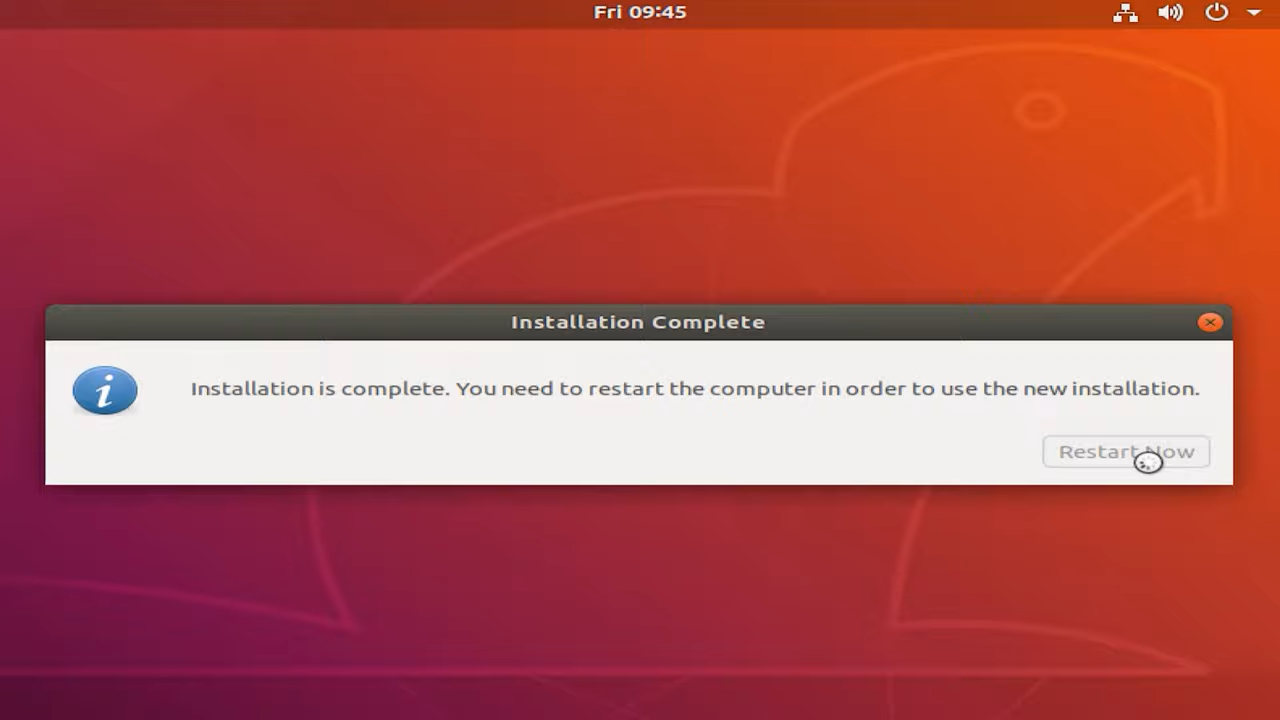 Fri 09:45
Installation Complete
Installation is complete. You need to restart the computer in order to use the new installation.
Restart Now